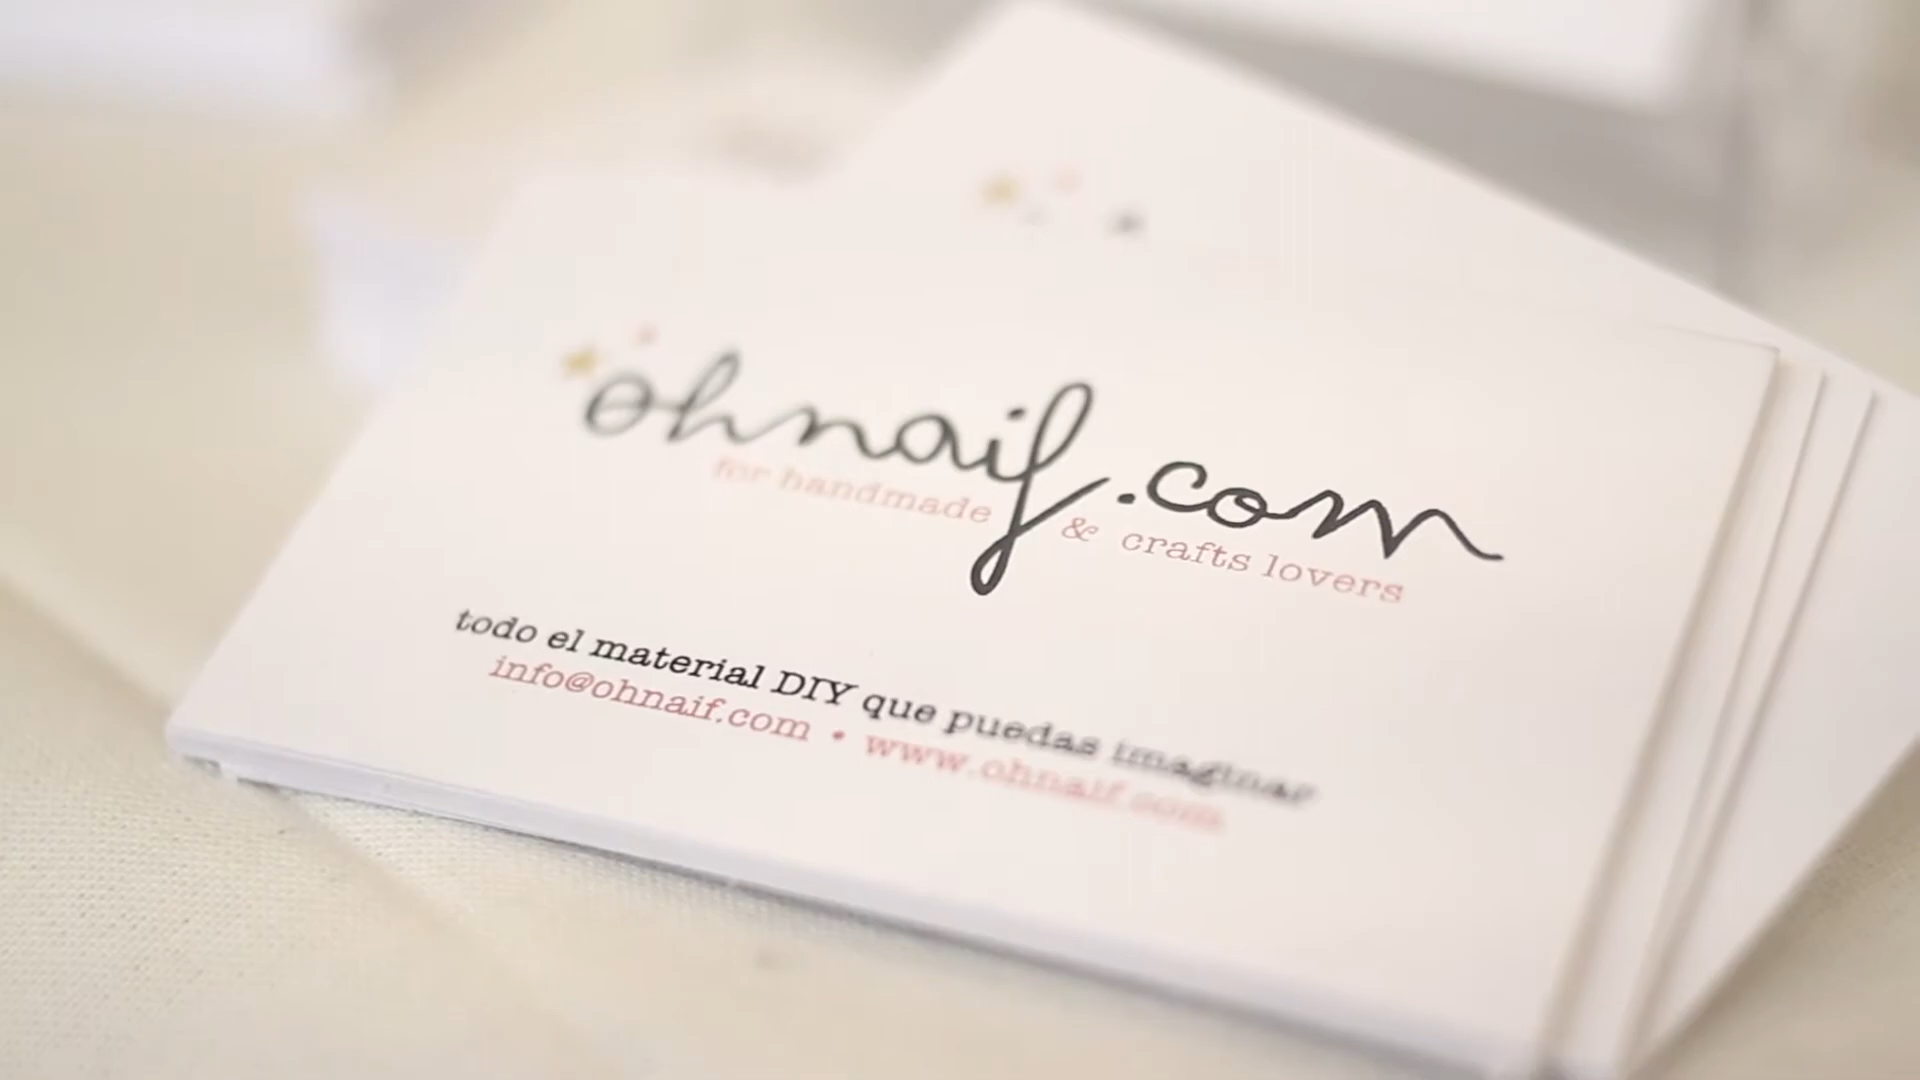 ohnaif.com
for handmade & crafts lovers
todo el material DIY que puedas imaginar
info@ohnaif.com • www.ohnaif.com